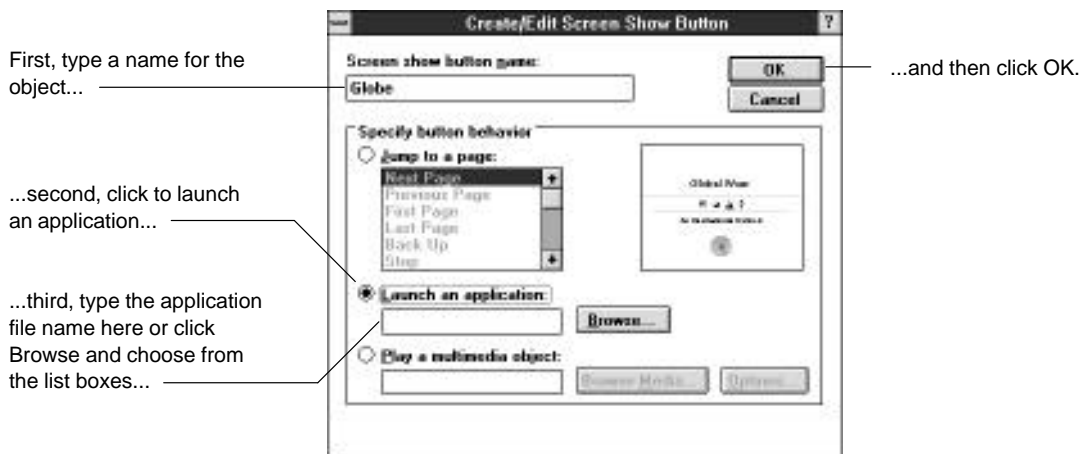 Create/Edit Screen Show Button
?
First, type a name for the
object...
Screen show button name:
Globe
OK
Cancel
...and then click OK.
Specify button behavior
Jump to a page:
Next Page
Previous Page
First Page
Last Page
Back Up
Stop
...second, click to launch
an application...
...third, type the application
file name here or click
Browse and choose from
the list boxes...
Launch an application:
Browse...
Play a multimedia object:
Browse Media...
Options...